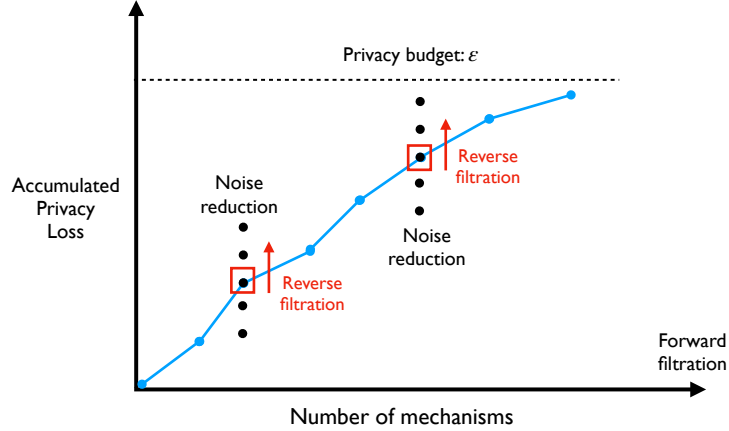 Privacy budget: ε
Accumulated
Privacy
Loss
Noise
reduction
Reverse
filtration
Reverse
filtration
Noise
reduction
Forward
filtration
Number of mechanisms